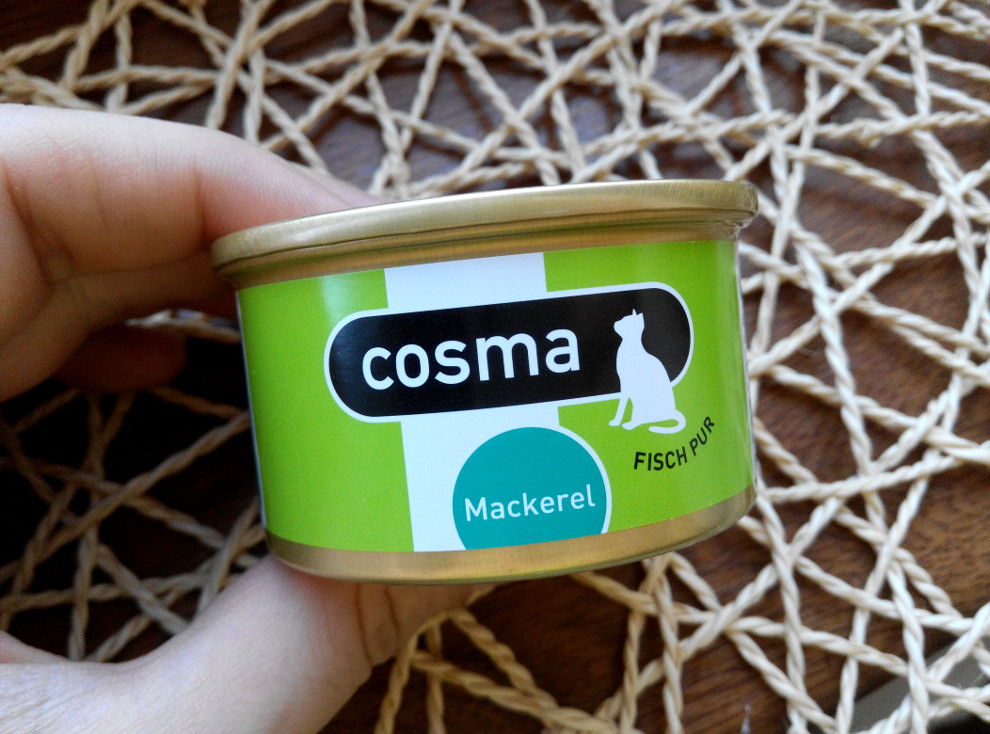 cosma
FISCH PUR
Mackerel